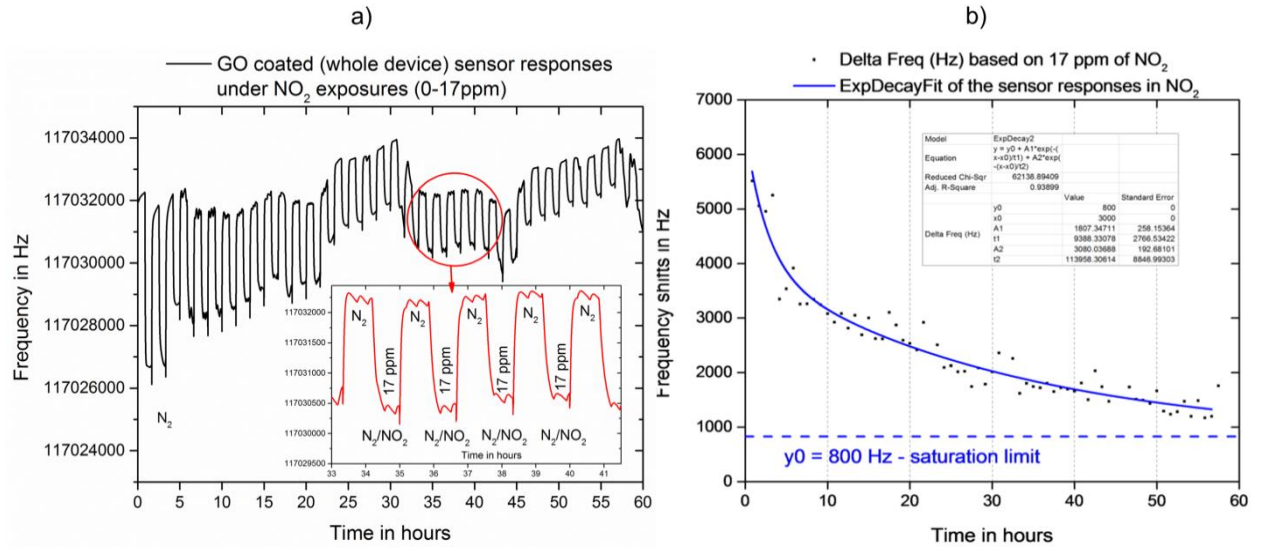 a)
GO coated (whole device) sensor responses
under NO₂ exposures (0-17ppm)
Frequency in Hz
117034000
117032000
117030000
117028000
117026000
117024000
N₂
0 5 10 15 20 25 30 35 40 45 50 55 60
Time in hours
117032000
117031500
117031000
117030500
117030000
117029500
N₂ N₂ N₂ N₂ N₂
17 ppm 17 ppm 17 ppm 17 ppm
N₂/NO₂ N₂/NO₂ N₂/NO₂ N₂/NO₂
33 34 35 36 37 38 39 40 41
Time in hours
b)
Delta Freq (Hz) based on 17 ppm of NO₂
ExpDecayFit of the sensor responses in NO₂
Frequency shifts in Hz
7000
6000
5000
4000
3000
2000
1000
0
Model ExpDecay2
Equation
y = y0 + A1*exp(-(
x-x0)/t1) + A2*exp(
-(x-x0)/t2)
Reduced Chi-Sqr 62138.89409
Adj. R-Square 0.93899
Value Standard Error
Delta Freq (Hz)
y0 800 0
x0 3000 0
A1 1807.34711 258.15364
t1 9388.33078 2766.53422
A2 3080.03688 192.68101
t2 113958.30614 8846.99303
y0 = 800 Hz - saturation limit
0 10 20 30 40 50 60
Time in hours